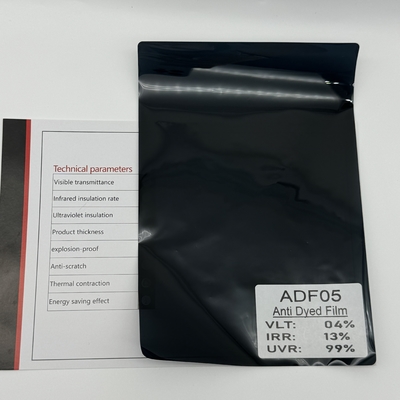 Technical parameters
Visible transmittance
Infrared insulation rate
Ultraviolet insulation
Product thickness
explosion-proof
Anti-scratch
Thermal contraction
Energy saving effect
ADF05
Anti Dyed Film
VLT: 04%
IRR: 13%
UVR: 99%